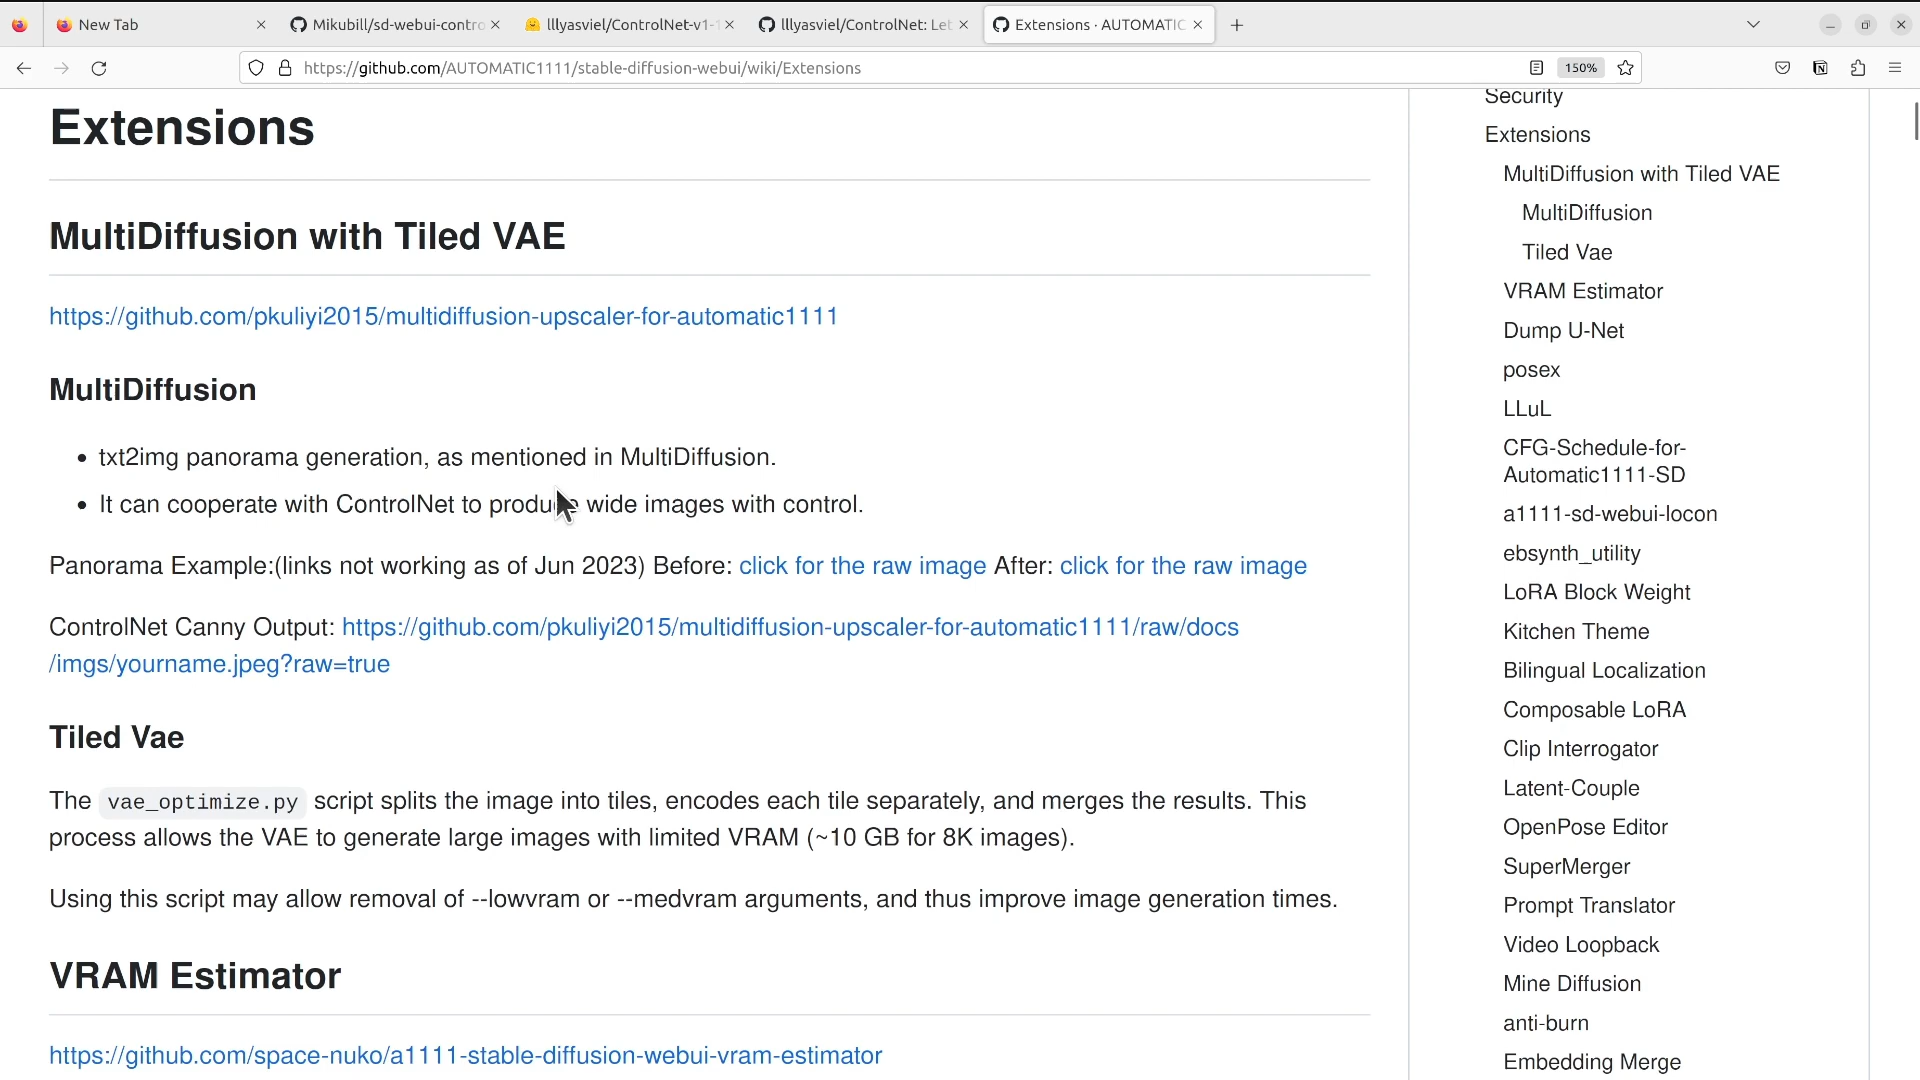 New Tab
Mikubill/sd-webui-contro
lllyasviel/ControlNet-v1-1
lllyasviel/ControlNet: Let
Extensions · AUTOMATIC
https://github.com/AUTOMATIC1111/stable-diffusion-webui/wiki/Extensions
150%
Extensions
MultiDiffusion with Tiled VAE
https://github.com/pkuliyi2015/multidiffusion-upscaler-for-automatic1111
MultiDiffusion
• txt2img panorama generation, as mentioned in MultiDiffusion.
• It can cooperate with ControlNet to produce wide images with control.
Panorama Example:(links not working as of Jun 2023) Before: click for the raw image After: click for the raw image
ControlNet Canny Output: https://github.com/pkuliyi2015/multidiffusion-upscaler-for-automatic1111/raw/docs
/imgs/yourname.jpeg?raw=true
Tiled Vae
The vae_optimize.py script splits the image into tiles, encodes each tile separately, and merges the results. This
process allows the VAE to generate large images with limited VRAM (~10 GB for 8K images).
Using this script may allow removal of --lowvram or --medvram arguments, and thus improve image generation times.
VRAM Estimator
https://github.com/space-nuko/a1111-stable-diffusion-webui-vram-estimator
Security
Extensions
MultiDiffusion with Tiled VAE
MultiDiffusion
Tiled Vae
VRAM Estimator
Dump U-Net
posex
LLuL
CFG-Schedule-for-
Automatic1111-SD
a1111-sd-webui-locon
ebsynth_utility
LoRA Block Weight
Kitchen Theme
Bilingual Localization
Composable LoRA
Clip Interrogator
Latent-Couple
OpenPose Editor
SuperMerger
Prompt Translator
Video Loopback
Mine Diffusion
anti-burn
Embedding Merge